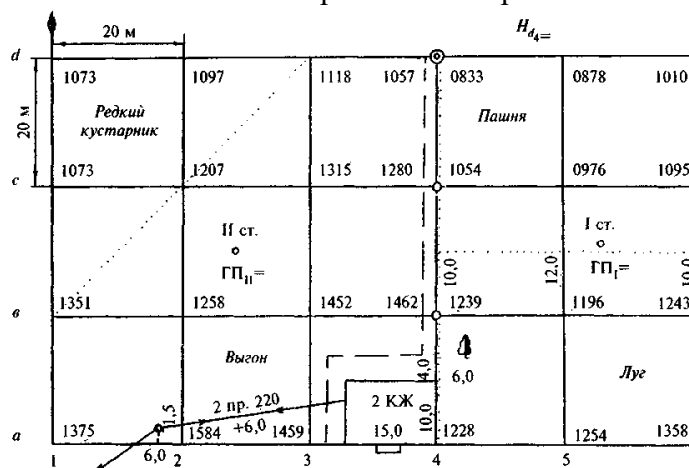 20 м
H_{d_4}=
d
1073 1097 1118 1057 0833 0878 1010
Редкий
кустарник
Пашня
20 м
1073 1207 1315 1280 1054 0976 1095
c
II ст.
I ст.
ГП_{II}=
ГП_I=
10,0 12,0 10,0
1351 1258 1452 1462 1239 1196 1243
в
Выгон
4,0
6,0
Луг
2 пр. 220
+6,0
1,5
2 КЖ
10,0
15,0
1375 1584 1459 1228 1254 1358
a
6,0
1 2 3 4 5